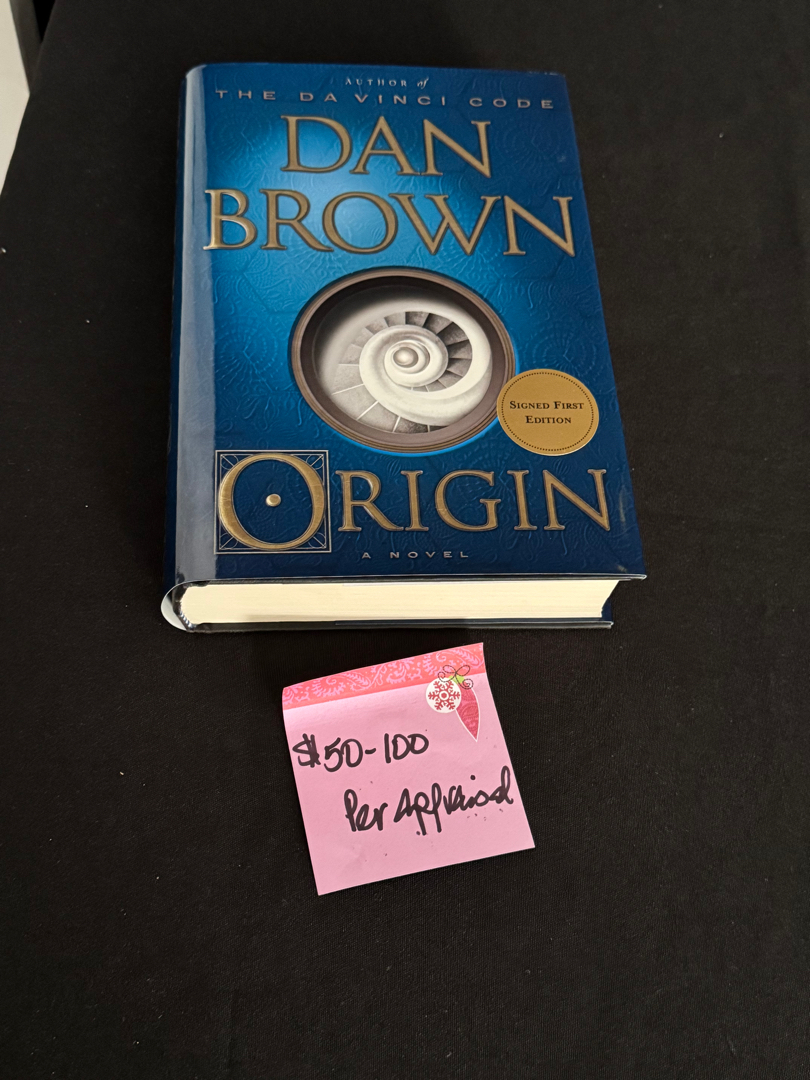 AUTHOR of
THE DA VINCI CODE
DAN
BROWN
SIGNED FIRST
EDITION
ORIGIN
A NOVEL
$50-100
Per Appraisal